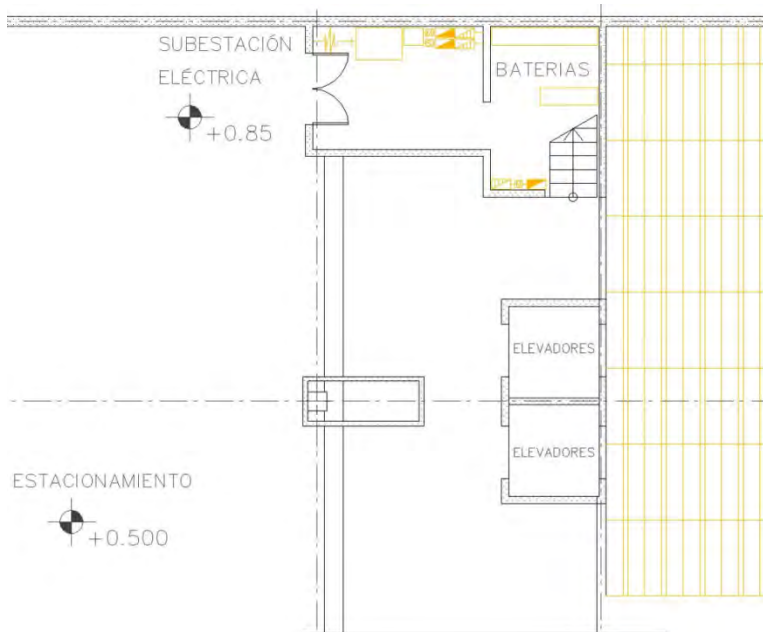 SUBESTACIÓN
ELÉCTRICA
+0.85
BATERIAS
ELEVADORES
ELEVADORES
ESTACIONAMIENTO
+0.500